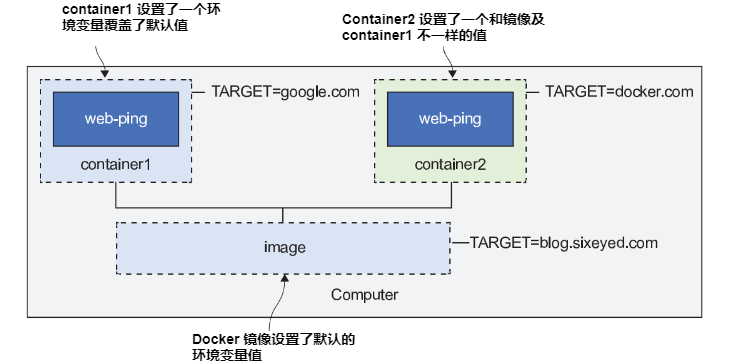 container1 设置了一个环
境变量覆盖了默认值
Container2 设置了一个和镜像及
container1 不一样的值
TARGET=google.com
TARGET=docker.com
web-ping
web-ping
container1
container2
image
TARGET=blog.sixeyed.com
Computer
Docker 镜像设置了默认的
环境变量值